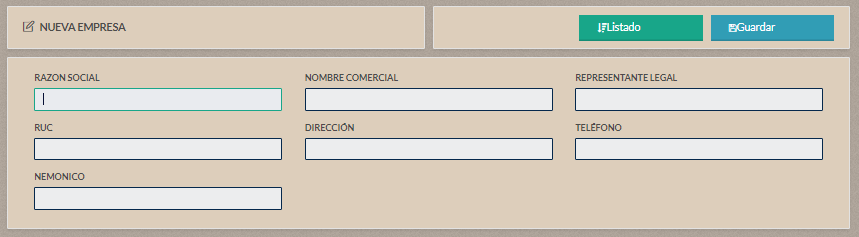 NUEVA EMPRESA
Listado
Guardar
RAZON SOCIAL
NOMBRE COMERCIAL
REPRESENTANTE LEGAL
RUC
DIRECCIÓN
TELÉFONO
NEMONICO